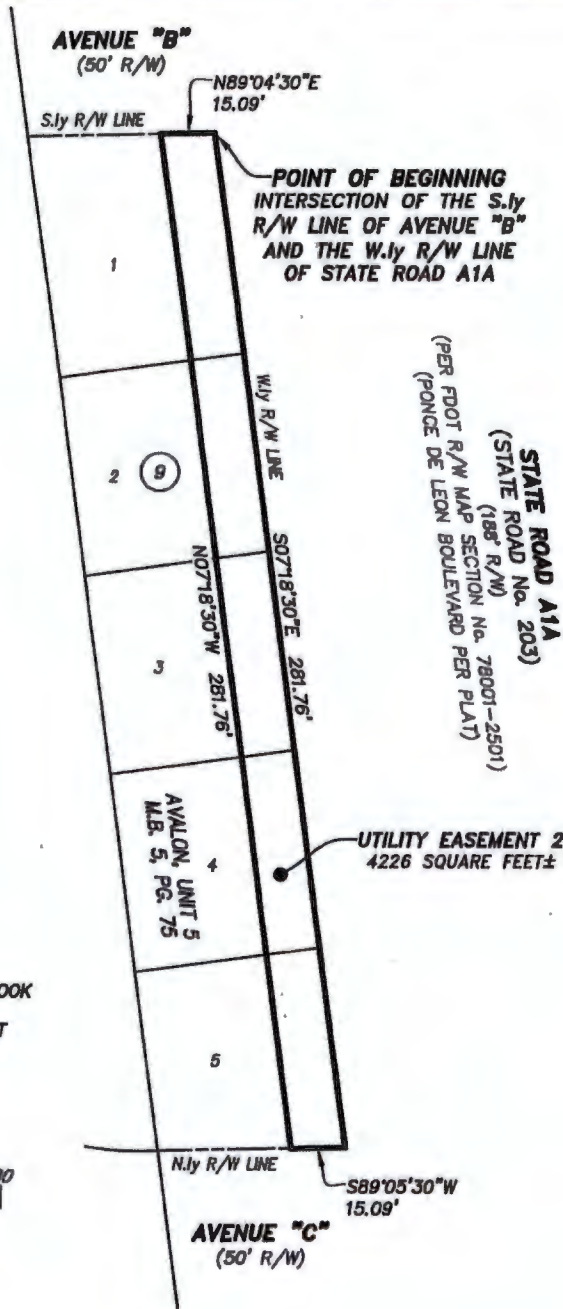 AVENUE "B"
(50' R/W)
N89°04'30"E
15.09'
S.ly R/W LINE
POINT OF BEGINNING
INTERSECTION OF THE S.ly
R/W LINE OF AVENUE "B"
AND THE W.ly R/W LINE
OF STATE ROAD A1A
1
W.ly R/W LINE
STATE ROAD A1A
(STATE ROAD No. 203)
(188' R/W)
(PER FDOT R/W MAP SECTION No. 78001-2501)
(PONCE DE LEON BOULEVARD PER PLAT)
2
9
N07°18'30"W 281.76'
S07°18'30"E 281.76'
3
4
AVALON, UNIT 5
M.B. 5, PG. 75
UTILITY EASEMENT 2
4226 SQUARE FEET±
OOK
T
5
N.ly R/W LINE
S89°05'30"W
15.09'
AVENUE "C"
(50' R/W)